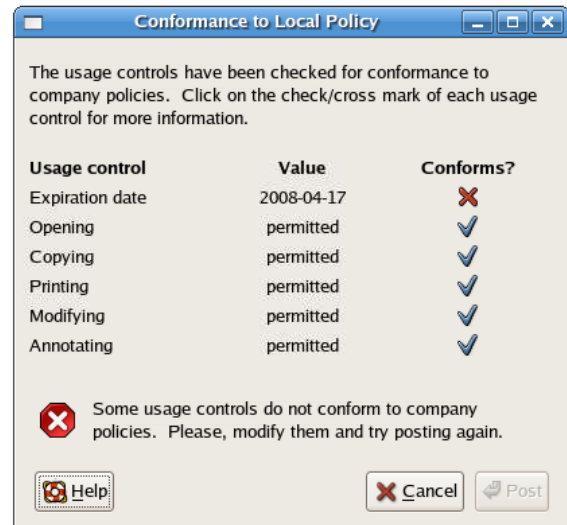 Conformance to Local Policy
The usage controls have been checked for conformance to
company policies.  Click on the check/cross mark of each usage
control for more information.
Usage control Value Conforms?
Expiration date 2008-04-17
Opening permitted
Copying permitted
Printing permitted
Modifying permitted
Annotating permitted
Some usage controls do not conform to company
policies.  Please, modify them and try posting again.
Help Cancel Post